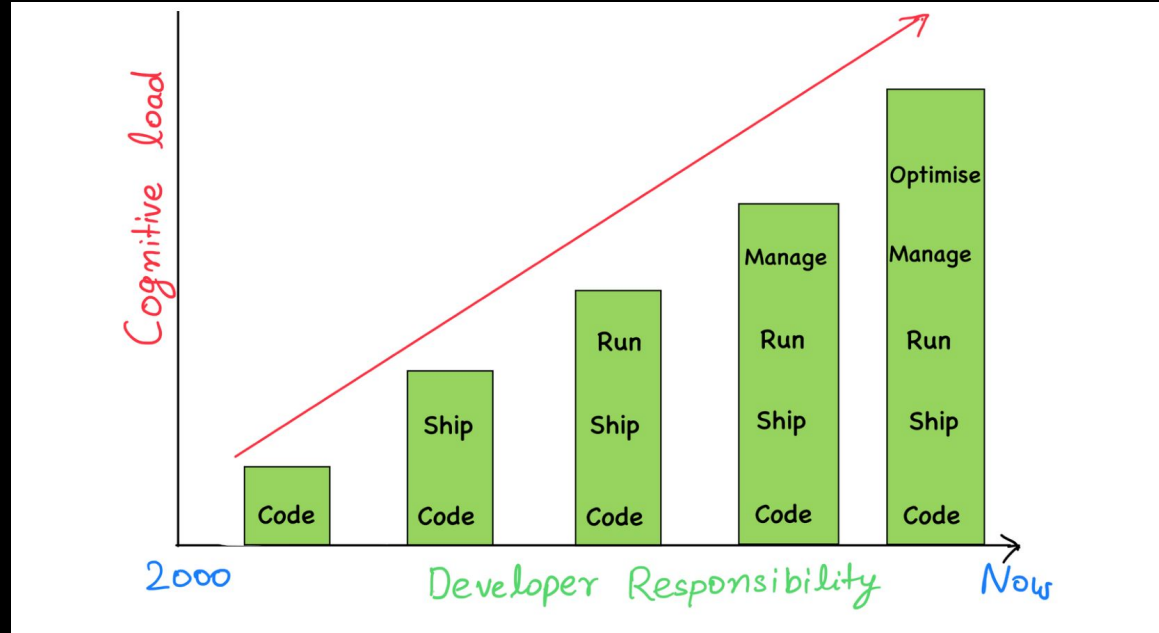 Cognitive load
Code
Ship
Code
Run
Ship
Code
Manage
Run
Ship
Code
Optimise
Manage
Run
Ship
Code
2000
Developer Responsibility
Now